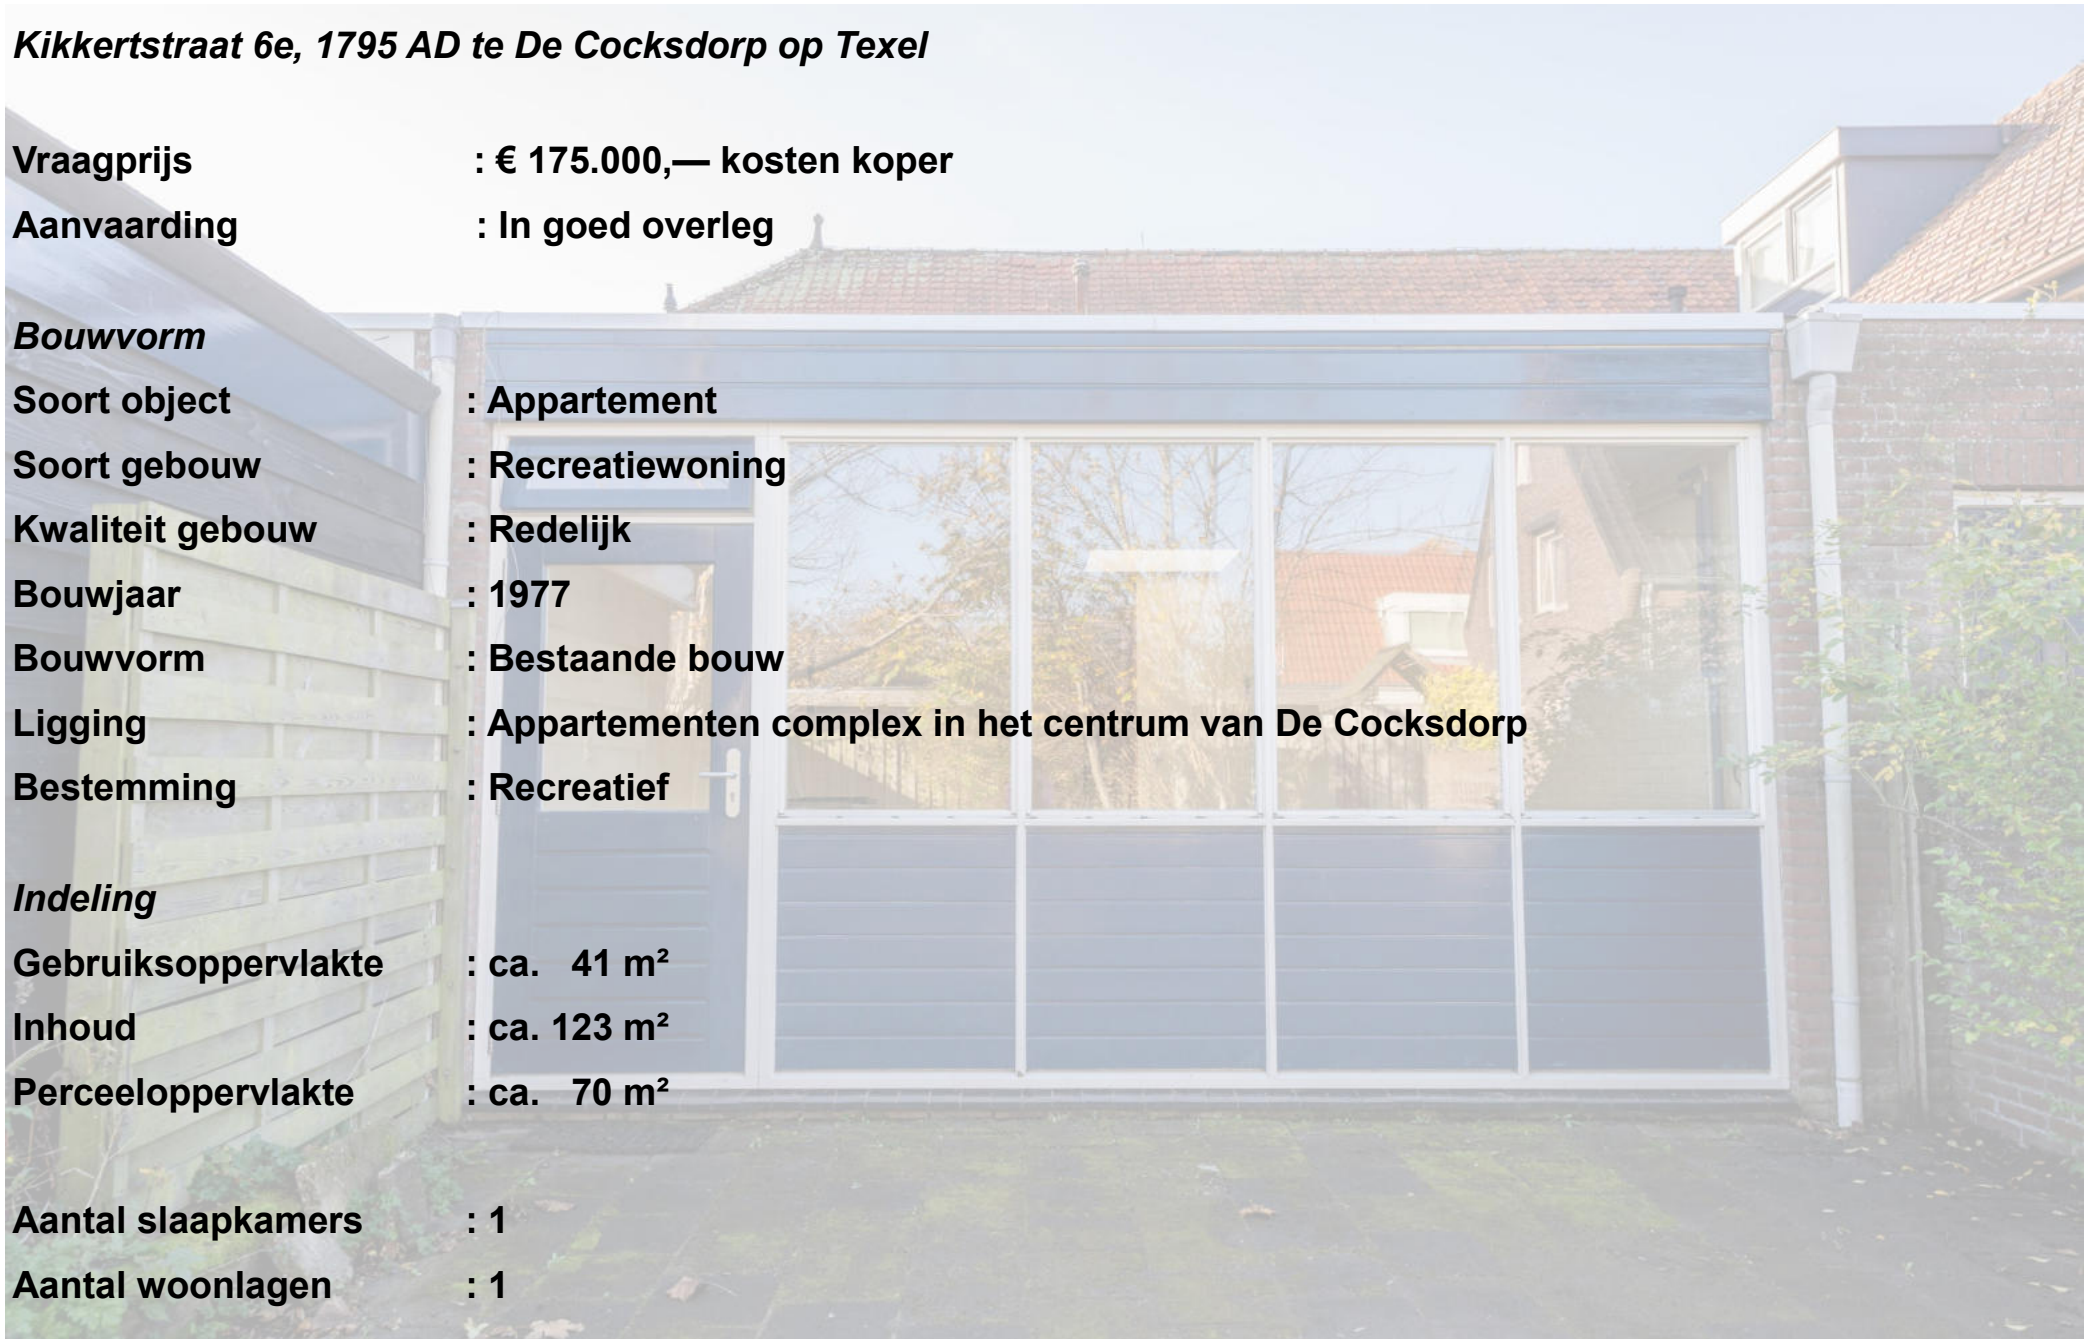 Kikkertstraat 6e, 1795 AD te De Cocksdorp op Texel
Vraagprijs : € 175.000,— kosten koper
Aanvaarding : In goed overleg
Bouwvorm
Soort object : Appartement
Soort gebouw : Recreatiewoning
Kwaliteit gebouw : Redelijk
Bouwjaar : 1977
Bouwvorm : Bestaande bouw
Ligging : Appartementen complex in het centrum van De Cocksdorp
Bestemming : Recreatief
Indeling
Gebruiksoppervlakte : ca. 41 m²
Inhoud : ca. 123 m²
Perceeloppervlakte : ca. 70 m²
Aantal slaapkamers : 1
Aantal woonlagen : 1